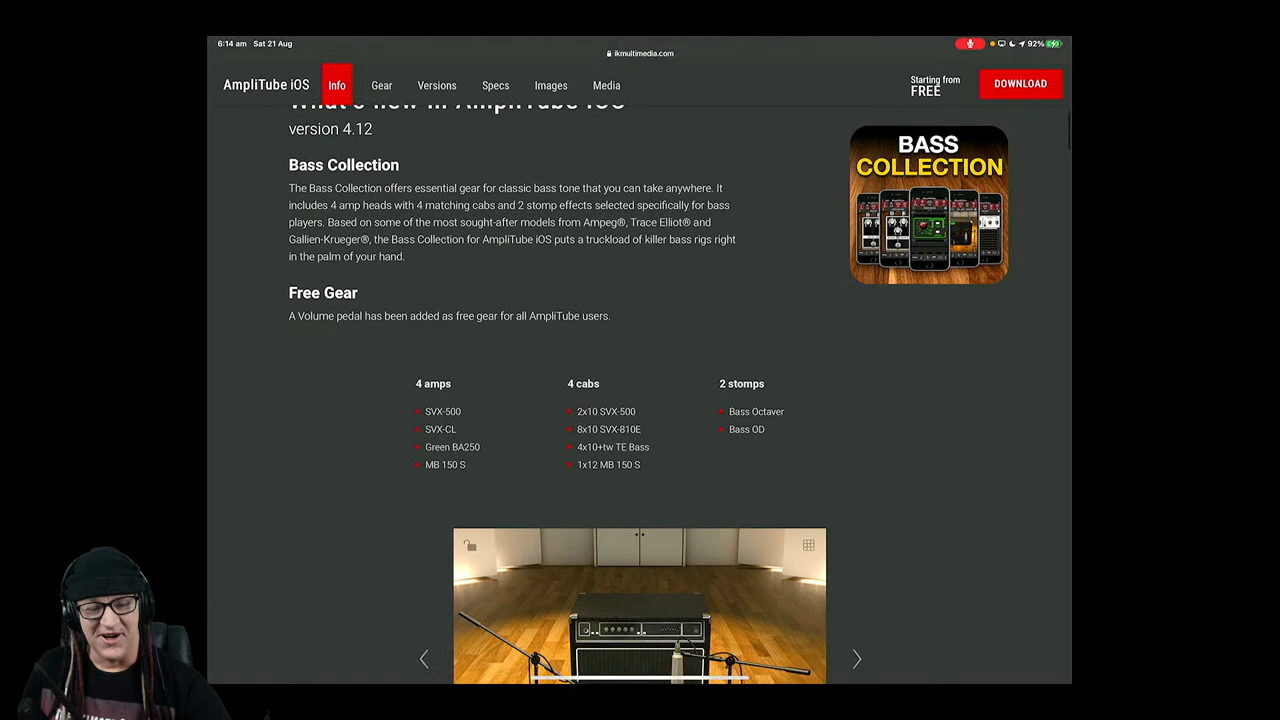 6:14 am Sat 21 Aug
ikmultimedia.com
92%
AmpliTube iOS Info Gear Versions Specs Images Media
Starting from
FREE
DOWNLOAD
What's new in AmpliTube iOS
version 4.12
Bass Collection
The Bass Collection offers essential gear for classic bass tone that you can take anywhere. It
includes 4 amp heads with 4 matching cabs and 2 stomp effects selected specifically for bass
players. Based on some of the most sought-after models from Ampeg®, Trace Elliot® and
Gallien-Krueger®, the Bass Collection for AmpliTube iOS puts a truckload of killer bass rigs right
in the palm of your hand.
BASS
COLLECTION
Free Gear
A Volume pedal has been added as free gear for all AmpliTube users.
4 amps
SVX-500
SVX-CL
Green BA250
MB 150 S
4 cabs
2x10 SVX-500
8x10 SVX-810E
4x10+tw TE Bass
1x12 MB 150 S
2 stomps
Bass Octaver
Bass OD